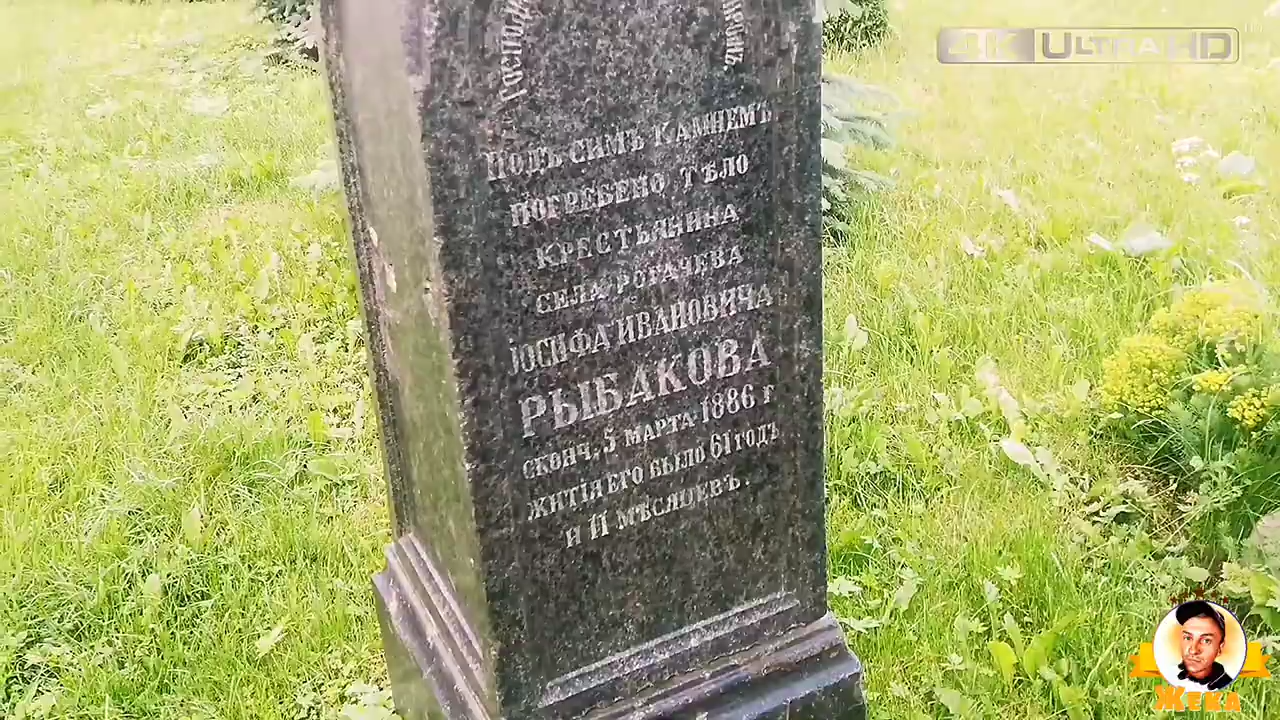 4K ULTRA HD
Подъ симъ камнемъ
погребено тѣло
крестьянина
села Рогачева
Іосифа Ивановича
РЫБАКОВА
сконч. 5 марта 1886 г
житія его было 61 годъ
и 11 мѣсяцевъ.
ЖЕКА